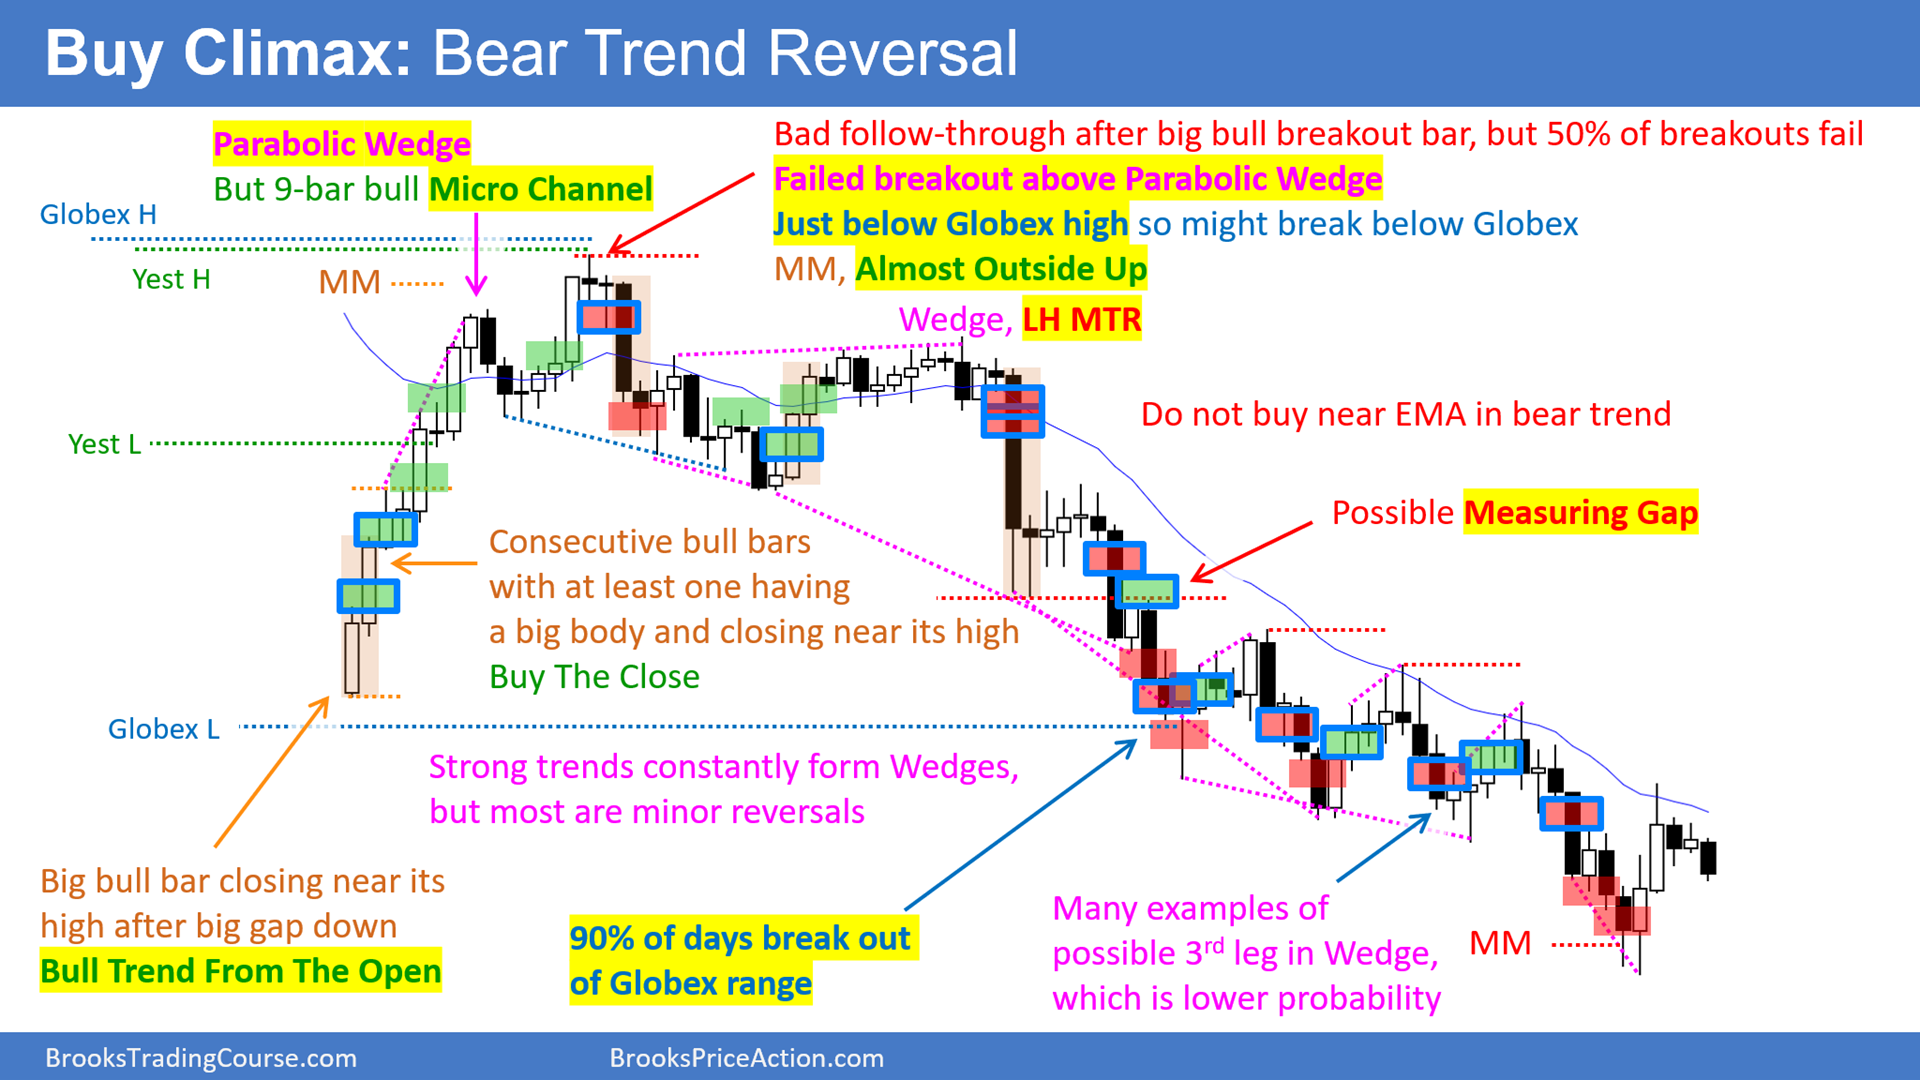 Buy Climax: Bear Trend Reversal
Parabolic Wedge
But 9-bar bull Micro Channel
Bad follow-through after big bull breakout bar, but 50% of breakouts fail
Failed breakout above Parabolic Wedge
Just below Globex high so might break below Globex
MM, Almost Outside Up
Globex H
Yest H
MM
Wedge, LH MTR
Do not buy near EMA in bear trend
Yest L
Possible Measuring Gap
Consecutive bull bars
with at least one having
a big body and closing near its high
Buy The Close
Globex L
Strong trends constantly form Wedges,
but most are minor reversals
Big bull bar closing near its
high after big gap down
Bull Trend From The Open
90% of days break out
of Globex range
Many examples of
possible 3rd leg in Wedge,
which is lower probability
MM
BrooksTradingCourse.com
BrooksPriceAction.com